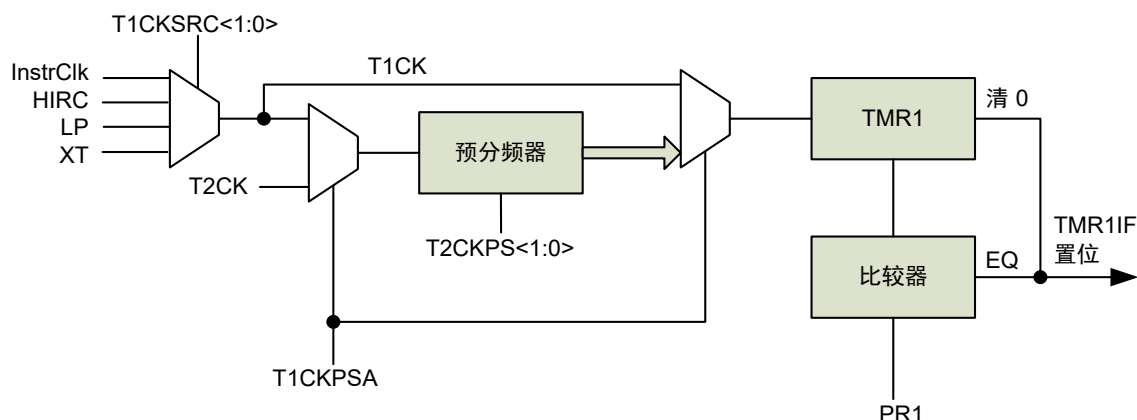 T1CKSRC<1:0>
InstrClk
HIRC
LP
XT
T1CK
T2CK
预分频器
T2CKPS<1:0>
T1CKPSA
TMR1
清 0
比较器
EQ
TMR1IF
置位
PR1